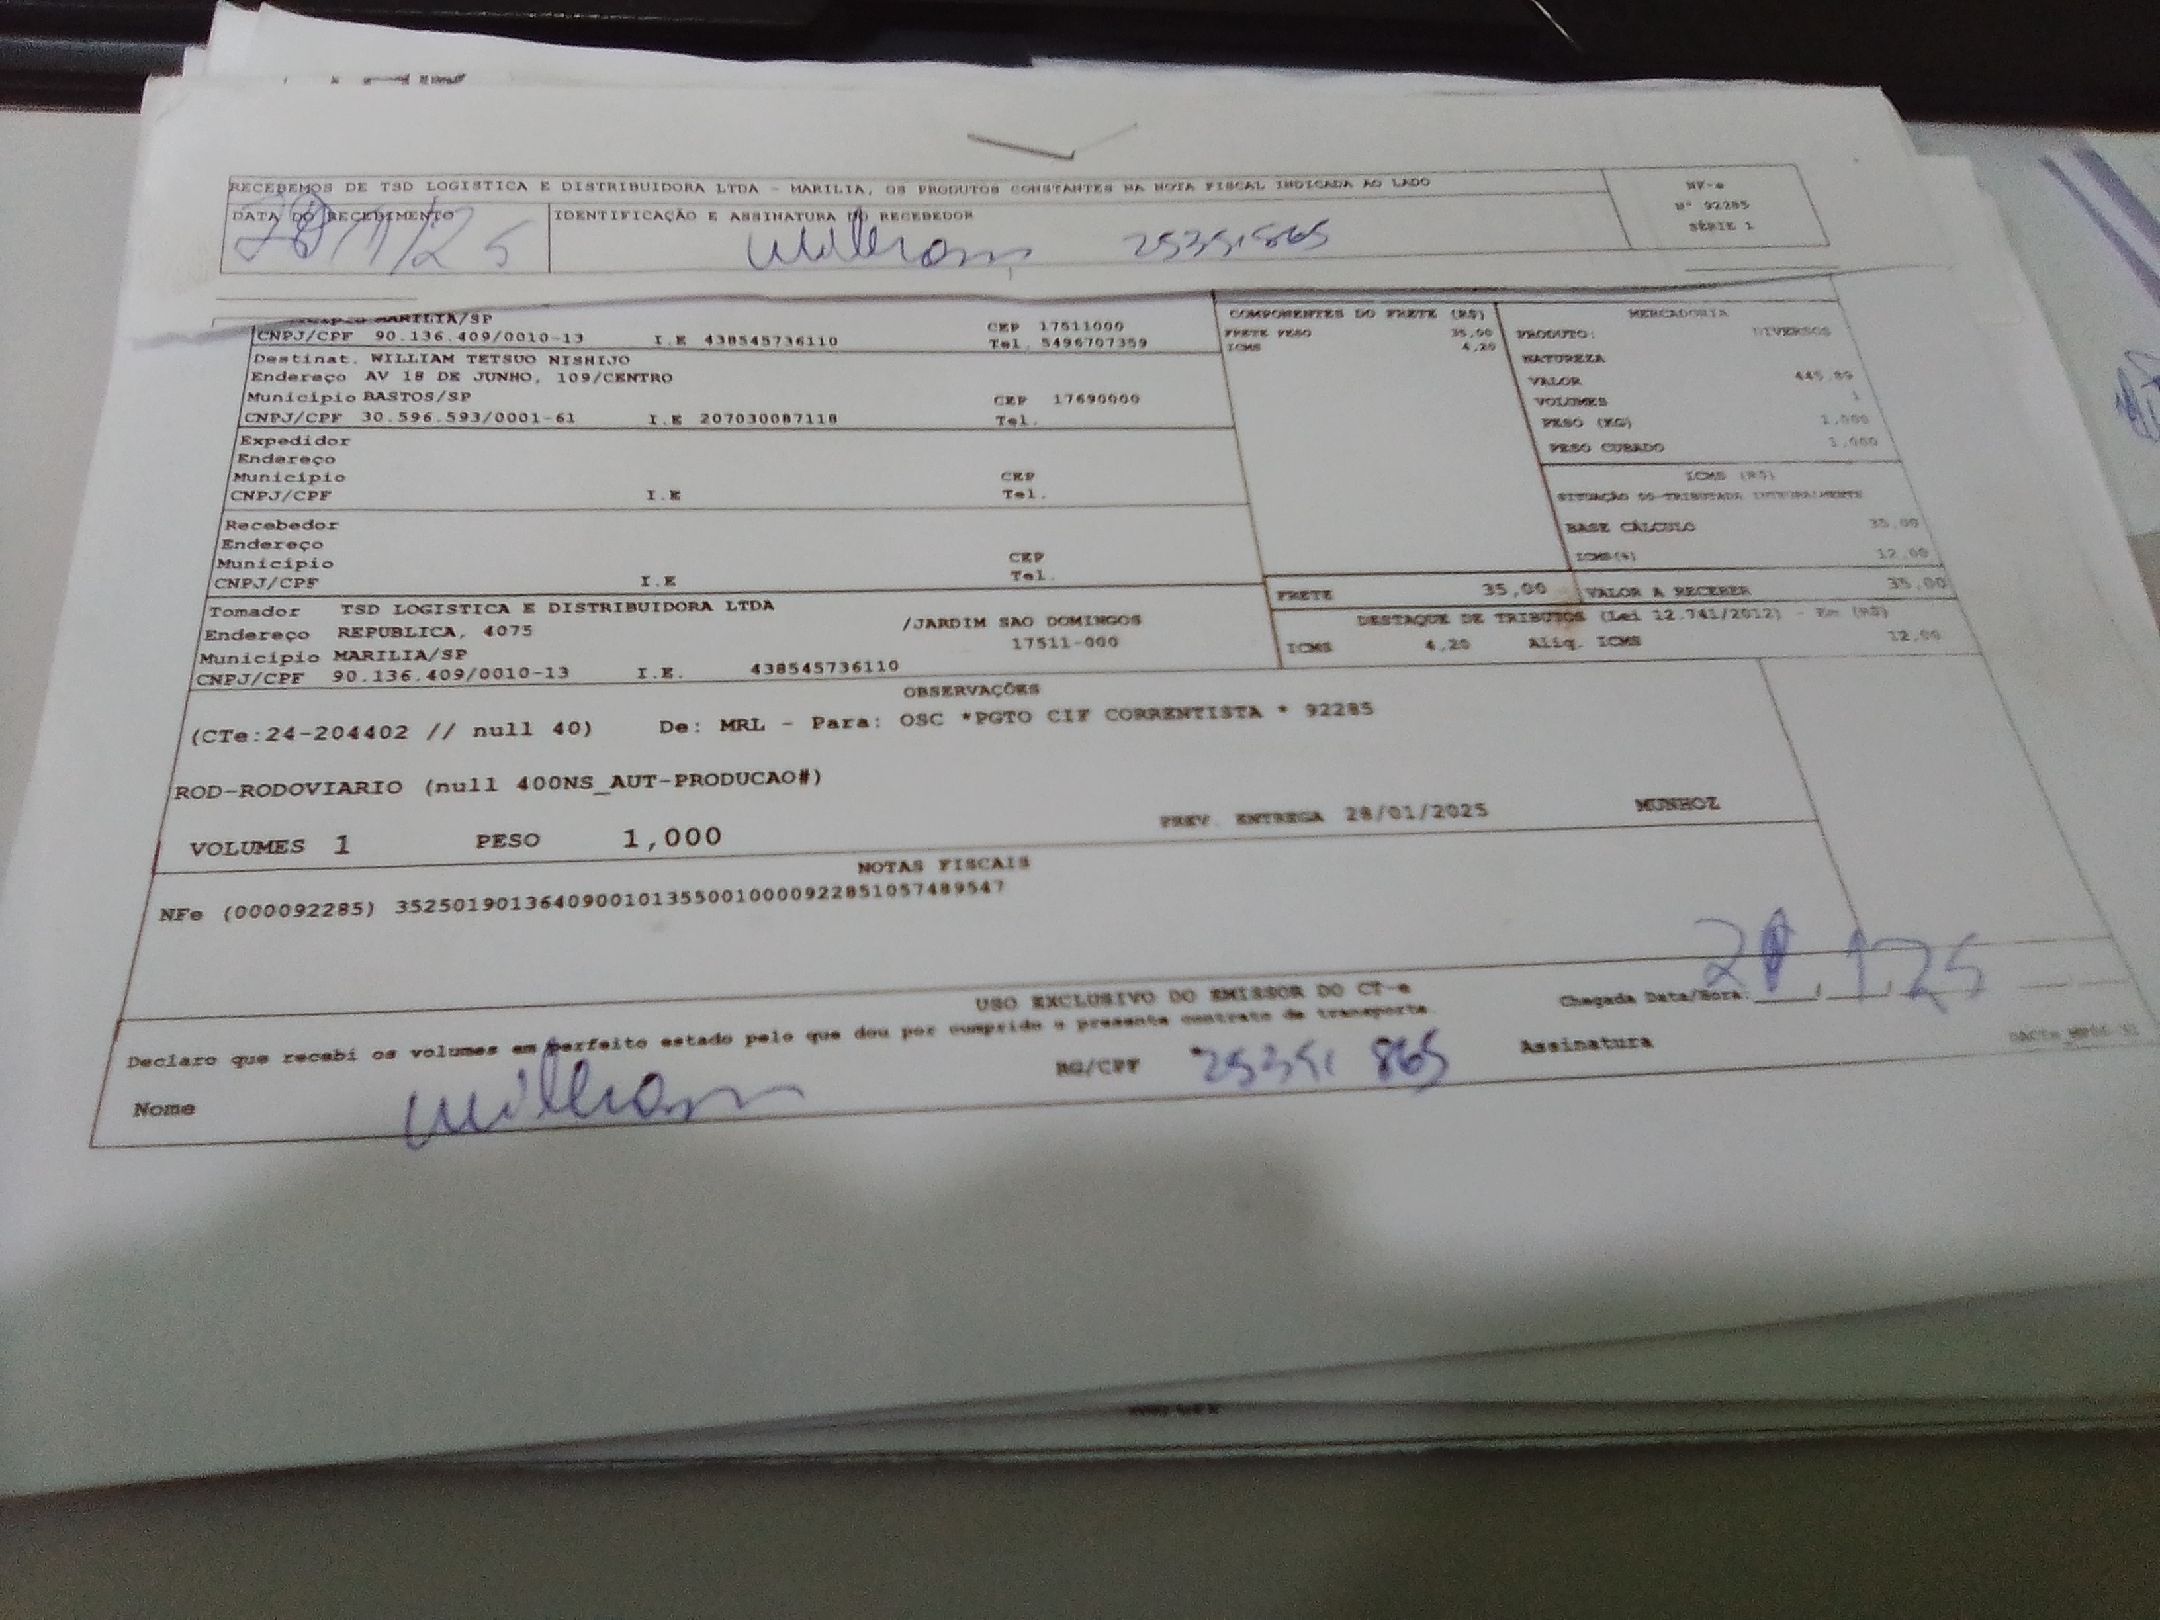 RECEBEMOS DE TSD LOGISTICA E DISTRIBUIDORA LTDA - MARILIA, OS PRODUTOS CONSTANTES NA NOTA FISCAL INDICADA AO LADO
NF-e
Nº 92285
SÉRIE 1
DATA DO RECEBIMENTO
IDENTIFICAÇÃO E ASSINATURA DO RECEBEDOR
William
MARILIA/SP CEP 17511000
CNPJ/CPF 90.136.409/0010-13 I.E 438545736110 Tel. 5496707359
Destinat. WILLIAM TETSUO NISHIJO
Endereço AV 18 DE JUNHO, 109/CENTRO
Município BASTOS/SP CEP 17690000
CNPJ/CPF 30.596.593/0001-61 I.E 207030087118 Tel.
Expedidor
Endereço
Município CEP
CNPJ/CPF I.E Tel.
Recebedor
Endereço
Município CEP
CNPJ/CPF I.E Tel.
Tomador TSD LOGISTICA E DISTRIBUIDORA LTDA
Endereço REPUBLICA, 4075 /JARDIM SAO DOMINGOS
Município MARILIA/SP 17511-000
CNPJ/CPF 90.136.409/0010-13 I.E. 438545736110
COMPONENTES DO FRETE (R$)
FRETE PESO 35,00
ICMS 4,20
MERCADORIA
PRODUTO: DIVERSOS
NATUREZA
VALOR 445,89
VOLUMES 1
PESO (KG) 1,000
PESO CUBADO 1,000
ICMS (R$)
SITUAÇÃO 00-TRIBUTADA INTEGRALMENTE
BASE CÁLCULO 35,00
ICMS(%) 12,00
FRETE 35,00 VALOR A RECEBER 35,00
DESTAQUE DE TRIBUTOS (Lei 12.741/2012) - Em (R$)
ICMS 4,20 Aliq. ICMS 12,00
OBSERVAÇÕES
(CTe:24-204402 // null 40) De: MRL - Para: OSC *PGTO CIF CORRENTISTA * 92285
ROD-RODOVIARIO (null 400NS_AUT-PRODUCAO#)
VOLUMES 1 PESO 1,000 PREV. ENTREGA 28/01/2025 MUNHOZ
NOTAS FISCAIS
NFe (000092285) 35250190136409001013550010000922851057489547
USO EXCLUSIVO DO EMISSOR DO CT-e
Declaro que recebi os volumes em perfeito estado pelo que dou por cumprido o presente contrato de transporte.
Chegada Data/Hora:
Nome William RG/CPF 25351 865 Assinatura